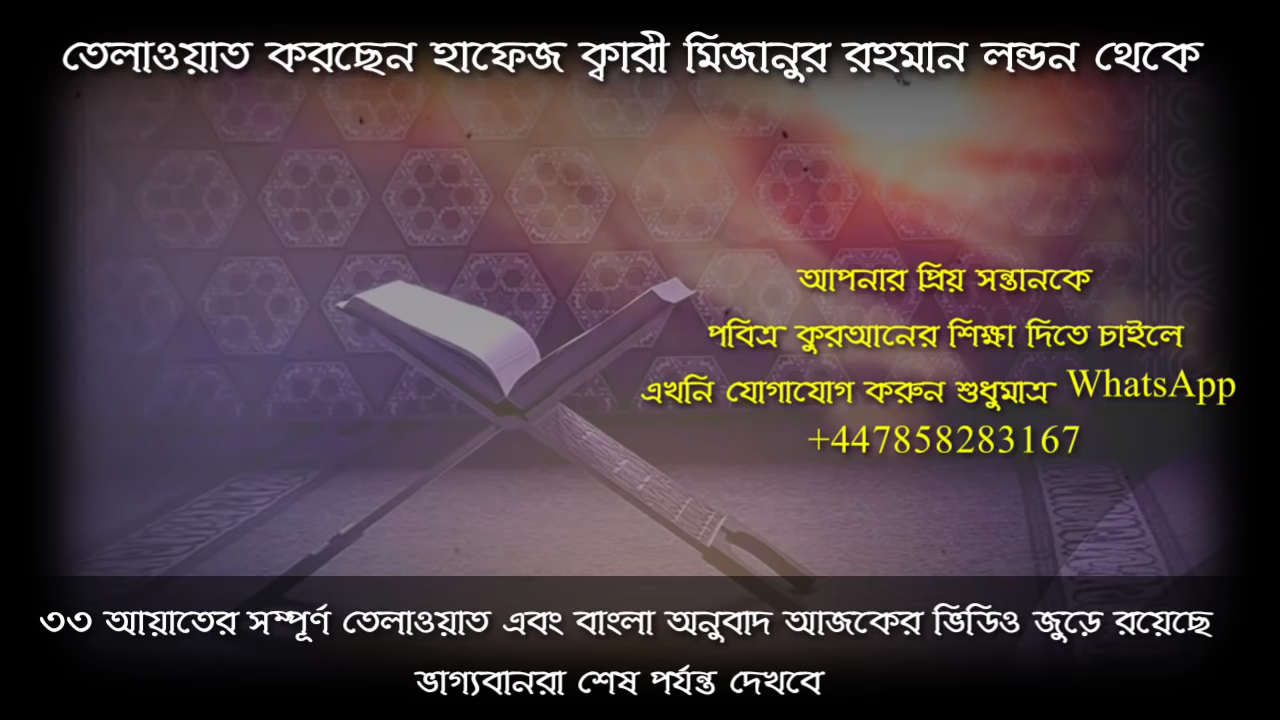 তেলাওয়াত করছেন হাফেজ ক্বারী মিজানুর রহমান লন্ডন থেকে
আপনার প্রিয় সন্তানকে
পবিত্র কুরআনের শিক্ষা দিতে চাইলে
এখনি যোগাযোগ করুন শুধুমাত্র WhatsApp
+447858283167
৩৩ আয়াতের সম্পূর্ণ তেলাওয়াত এবং বাংলা অনুবাদ আজকের ভিডিও জুড়ে রয়েছে
ভাগ্যবানরা শেষ পর্যন্ত দেখবে